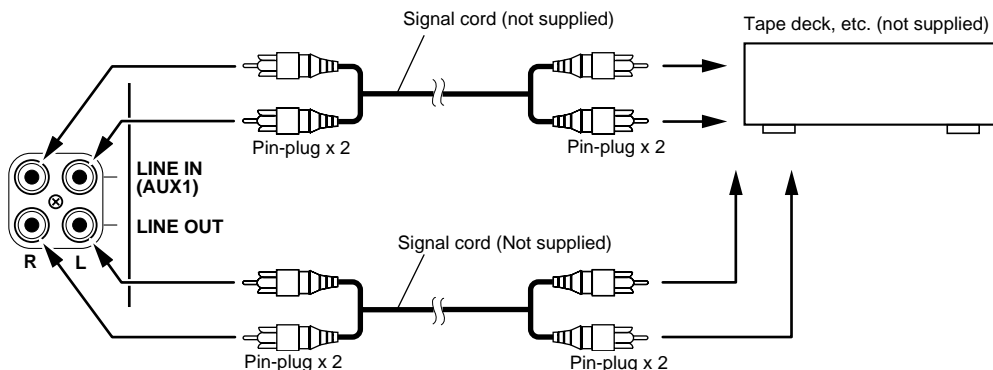 Signal cord (not supplied)
Tape deck, etc. (not supplied)
Pin-plug x 2
Pin-plug x 2
LINE IN
(AUX1)
LINE OUT
R L
Signal cord (Not supplied)
Pin-plug x 2
Pin-plug x 2